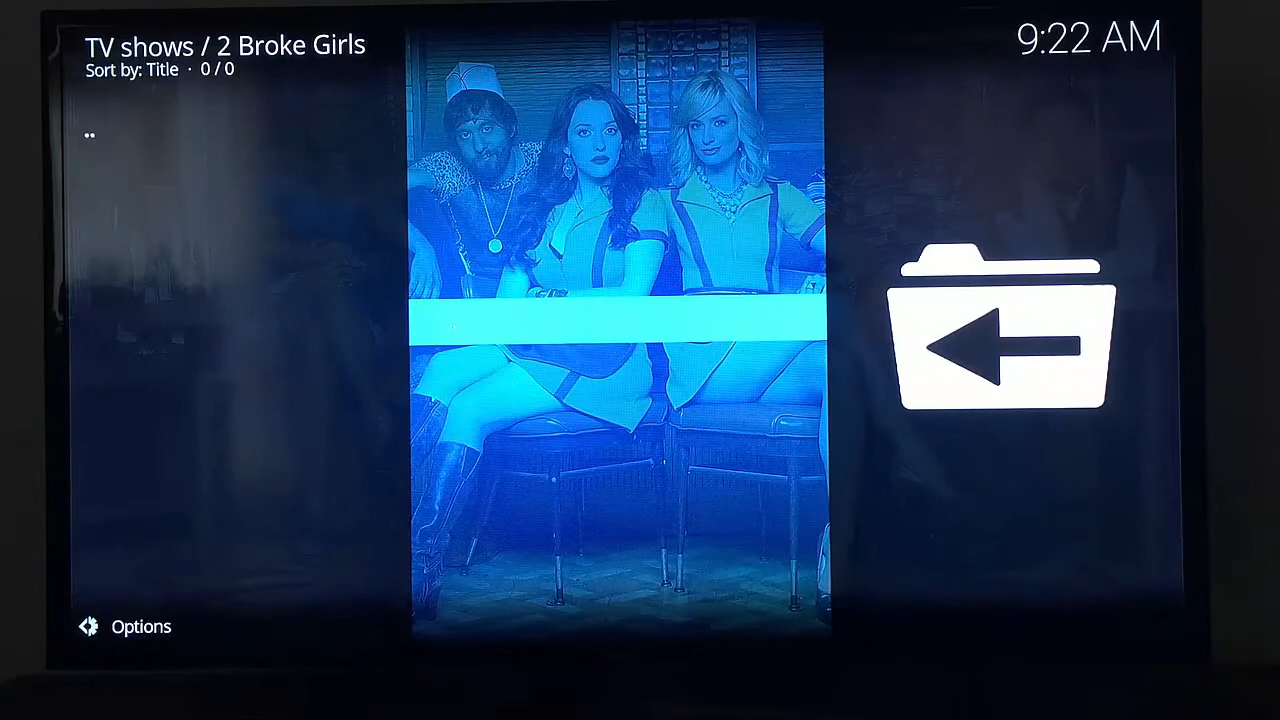 TV shows / 2 Broke Girls
Sort by: Title · 0 / 0
9:22 AM
..
Options